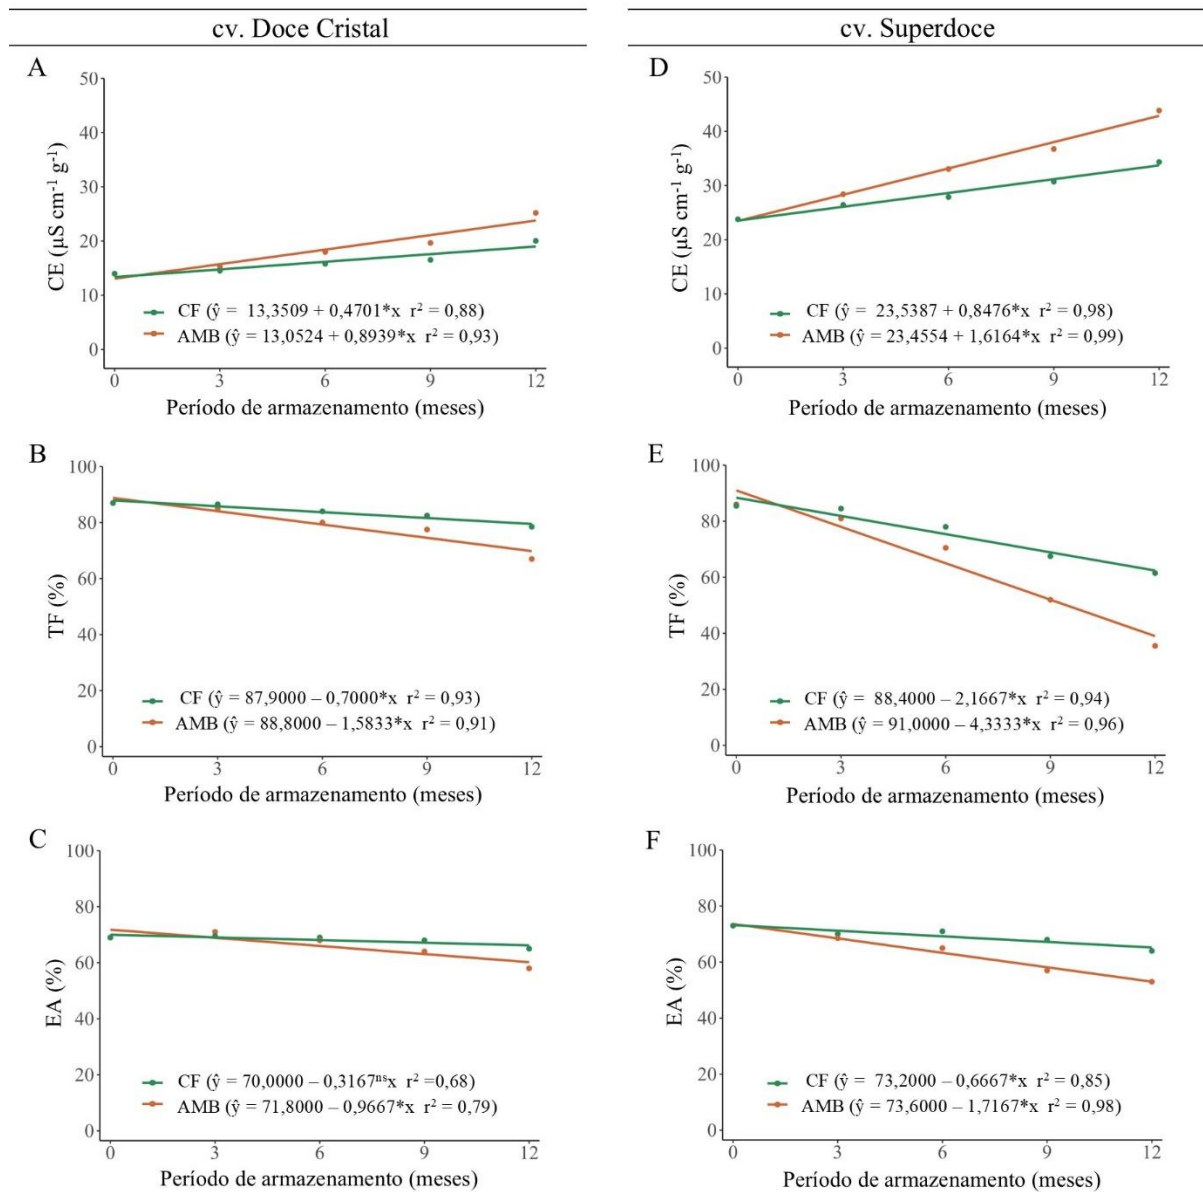 cv. Doce Cristal
A
50
40
30
20
10
0
CE (µS cm⁻¹ g⁻¹)
CF (ŷ = 13,3509 + 0,4701*x r² = 0,88)
AMB (ŷ = 13,0524 + 0,8939*x r² = 0,93)
0 3 6 9 12
Período de armazenamento (meses)
B
100
80
60
40
20
0
TF (%)
CF (ŷ = 87,9000 – 0,7000*x r² = 0,93)
AMB (ŷ = 88,8000 – 1,5833*x r² = 0,91)
0 3 6 9 12
Período de armazenamento (meses)
C
100
80
60
40
20
0
EA (%)
CF (ŷ = 70,0000 – 0,3167ⁿˢx r² =0,68)
AMB (ŷ = 71,8000 – 0,9667*x r² = 0,79)
0 3 6 9 12
Período de armazenamento (meses)
cv. Superdoce
D
50
40
30
20
10
0
CE (µS cm⁻¹ g⁻¹)
CF (ŷ = 23,5387 + 0,8476*x r² = 0,98)
AMB (ŷ = 23,4554 + 1,6164*x r² = 0,99)
0 3 6 9 12
Período de armazenamento (meses)
E
100
80
60
40
20
0
TF (%)
CF (ŷ = 88,4000 – 2,1667*x r² = 0,94)
AMB (ŷ = 91,0000 – 4,3333*x r² = 0,96)
0 3 6 9 12
Período de armazenamento (meses)
F
100
80
60
40
20
0
EA (%)
CF (ŷ = 73,2000 – 0,6667*x r² = 0,85)
AMB (ŷ = 73,6000 – 1,7167*x r² = 0,98)
0 3 6 9 12
Período de armazenamento (meses)